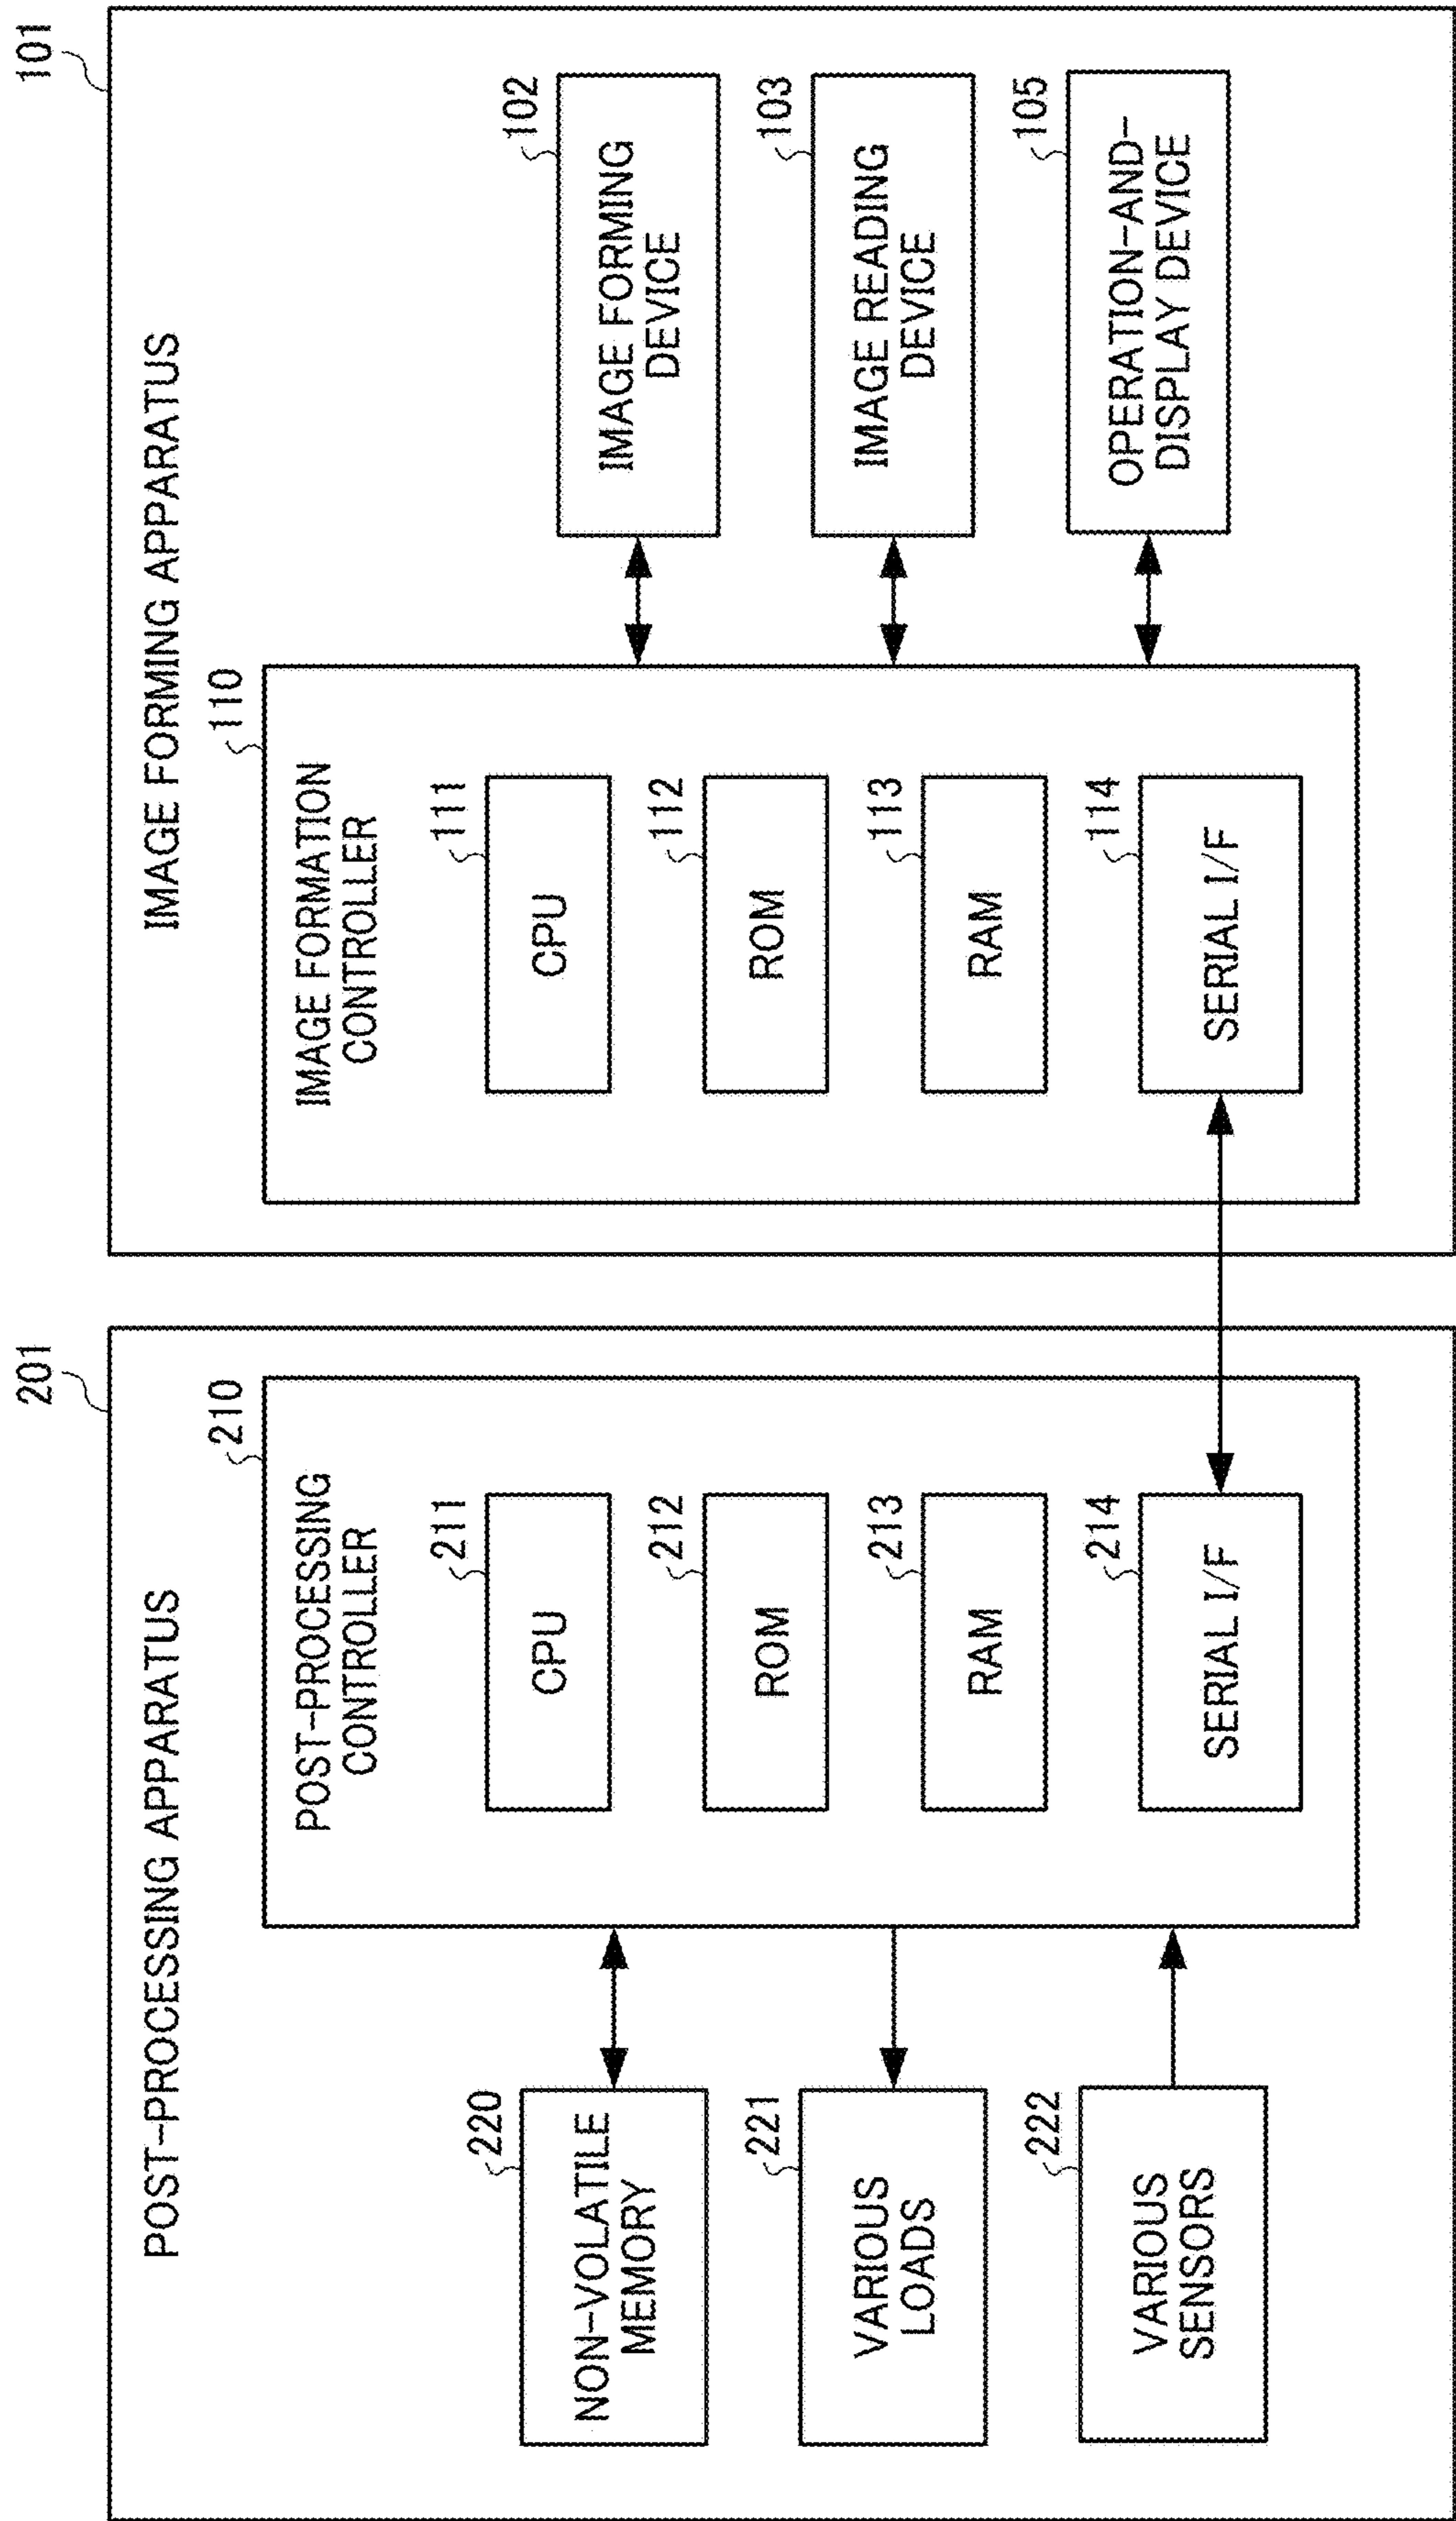 201
POST-PROCESSING APPARATUS
210
POST-PROCESSING
CONTROLLER
211
CPU
212
ROM
213
RAM
214
SERIAL I/F
220
NON-VOLATILE
MEMORY
221
VARIOUS
LOADS
222
VARIOUS
SENSORS
101
IMAGE FORMING APPARATUS
110
IMAGE FORMATION
CONTROLLER
111
CPU
112
ROM
113
RAM
114
SERIAL I/F
102
IMAGE FORMING
DEVICE
103
IMAGE READING
DEVICE
105
OPERATION-AND-
DISPLAY DEVICE